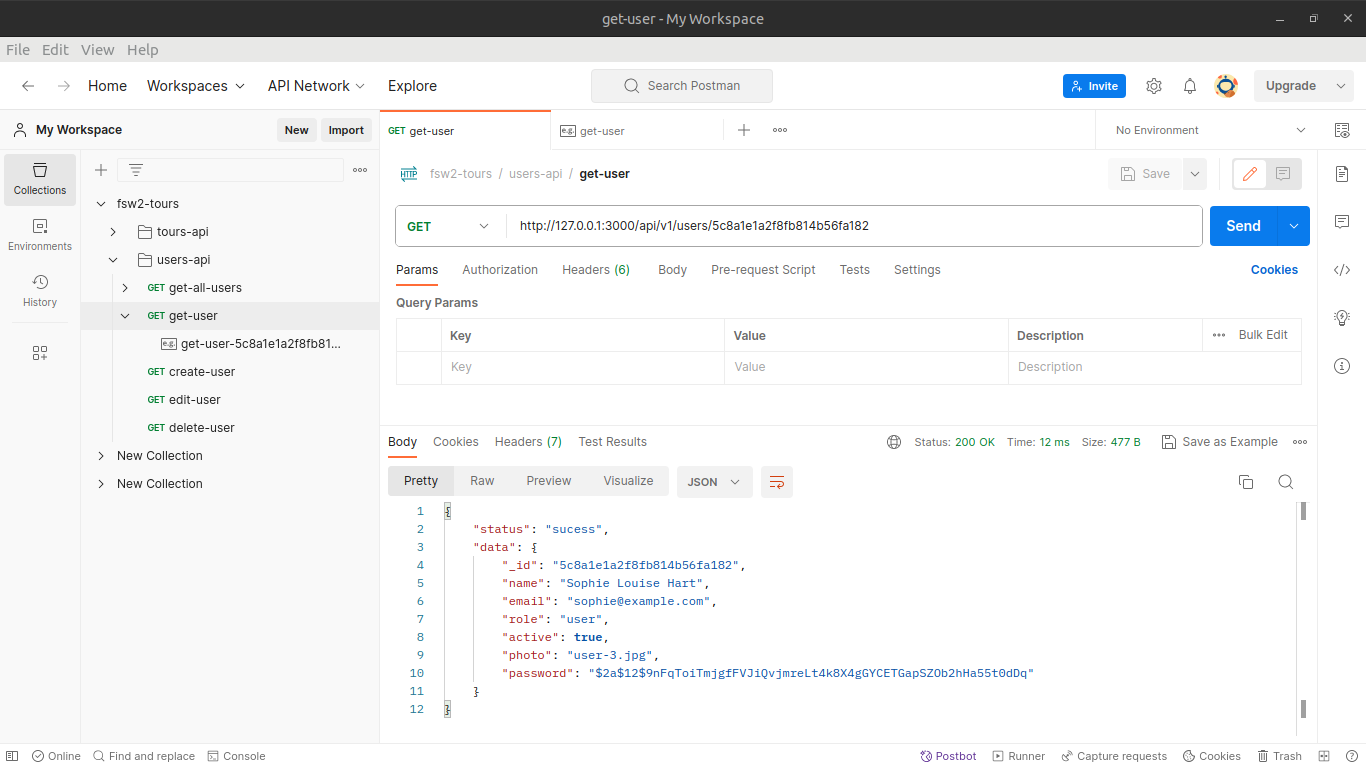 get-user - My Workspace
File Edit View Help
Home Workspaces API Network Explore
Search Postman
Invite
Upgrade
My Workspace
New Import
GET get-user
e.g. get-user
No Environment
Collections
Environments
History
fsw2-tours
tours-api
users-api
GET get-all-users
GET get-user
e.g. get-user-5c8a1e1a2f8fb81...
GET create-user
GET edit-user
GET delete-user
New Collection
New Collection
HTTP fsw2-tours / users-api / get-user
Save
GET http://127.0.0.1:3000/api/v1/users/5c8a1e1a2f8fb814b56fa182
Send
Params Authorization Headers (6) Body Pre-request Script Tests Settings Cookies
Query Params
Key Value Description Bulk Edit
Key Value Description
Body Cookies Headers (7) Test Results
Status: 200 OK Time: 12 ms Size: 477 B Save as Example
Pretty Raw Preview Visualize JSON
1 {
2 "status": "sucess",
3 "data": {
4 "_id": "5c8a1e1a2f8fb814b56fa182",
5 "name": "Sophie Louise Hart",
6 "email": "sophie@example.com",
7 "role": "user",
8 "active": true,
9 "photo": "user-3.jpg",
10 "password": "$2a$12$9nFqToiTmjgfFVJiQvjmreLt4k8X4gGYCETGapSZOb2hHa55t0dDq"
11 }
12 }
Online Find and replace Console
Postbot Runner Capture requests Cookies Trash